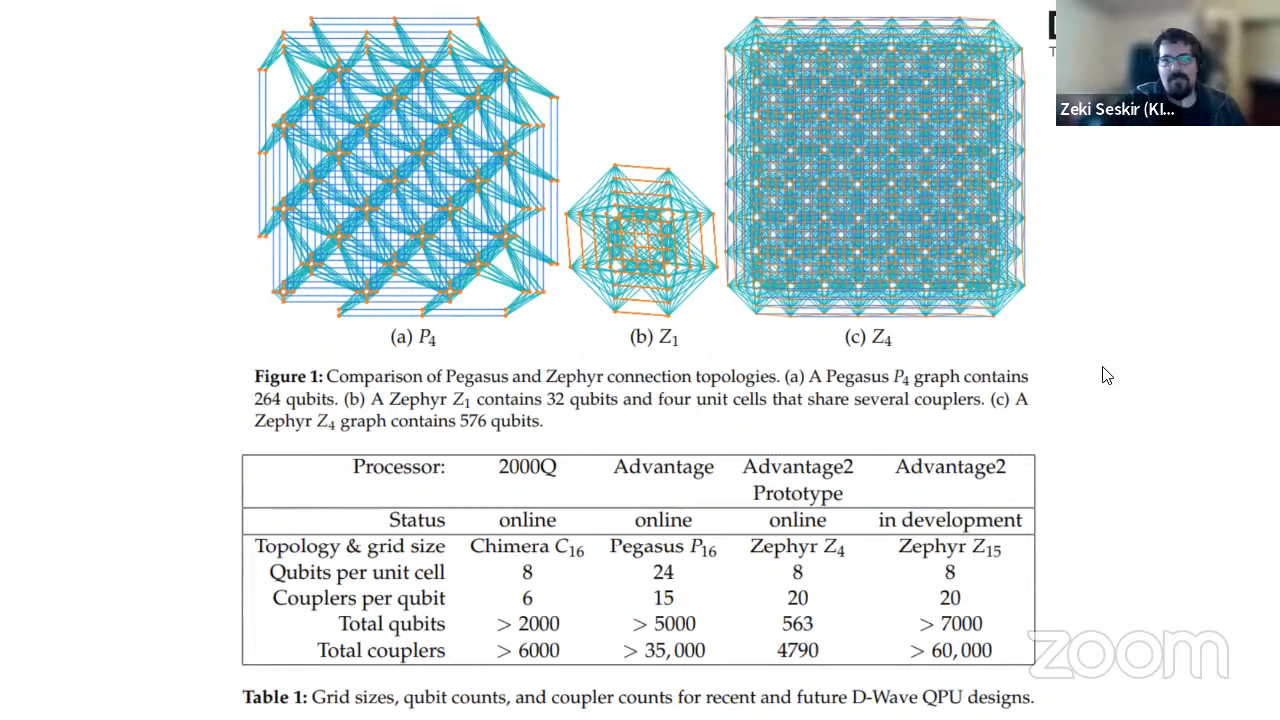 Zeki Seskir (KI...
(a) P₄
(b) Z₁
(c) Z₄
Figure 1: Comparison of Pegasus and Zephyr connection topologies. (a) A Pegasus P₄ graph contains
264 qubits. (b) A Zephyr Z₁ contains 32 qubits and four unit cells that share several couplers. (c) A
Zephyr Z₄ graph contains 576 qubits.
Processor: 2000Q Advantage Advantage2 Advantage2
Prototype
Status online online online in development
Topology & grid size Chimera C₁₆ Pegasus P₁₆ Zephyr Z₄ Zephyr Z₁₅
Qubits per unit cell 8 24 8 8
Couplers per qubit 6 15 20 20
Total qubits > 2000 > 5000 563 > 7000
Total couplers > 6000 > 35,000 4790 > 60,000
zoom
Table 1: Grid sizes, qubit counts, and coupler counts for recent and future D-Wave QPU designs.